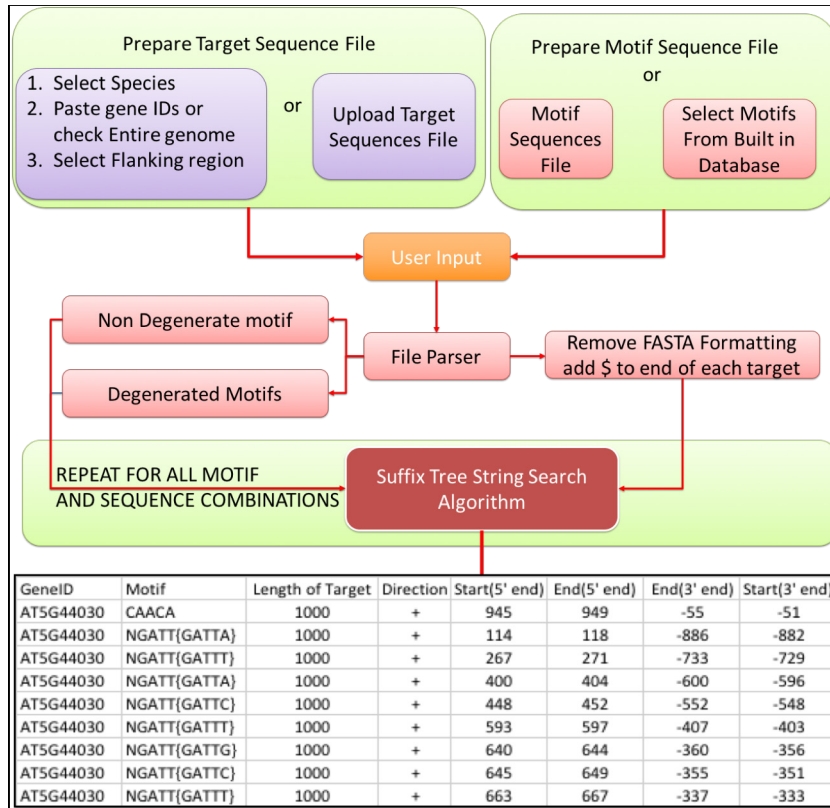 Prepare Target Sequence File
1. Select Species
2. Paste gene IDs or
check Entire genome
3. Select Flanking region
or
Upload Target
Sequences File
Prepare Motif Sequence File
or
Motif
Sequences
File
Select Motifs
From Built in
Database
User Input
Non Degenerate motif
File Parser
Remove FASTA Formatting
add $ to end of each target
Degenerated Motifs
REPEAT FOR ALL MOTIF
AND SEQUENCE COMBINATIONS
Suffix Tree String Search
Algorithm
GeneID Motif Length of Target Direction Start(5' end) End(5' end) End(3' end) Start(3' end)
AT5G44030 CAACA 1000 + 945 949 -55 -51
AT5G44030 NGATT{GATTA} 1000 + 114 118 -886 -882
AT5G44030 NGATT{GATTT} 1000 + 267 271 -733 -729
AT5G44030 NGATT{GATTA} 1000 + 400 404 -600 -596
AT5G44030 NGATT{GATTC} 1000 + 448 452 -552 -548
AT5G44030 NGATT{GATTT} 1000 + 593 597 -407 -403
AT5G44030 NGATT{GATTG} 1000 + 640 644 -360 -356
AT5G44030 NGATT{GATTC} 1000 + 645 649 -355 -351
AT5G44030 NGATT{GATTT} 1000 + 663 667 -337 -333